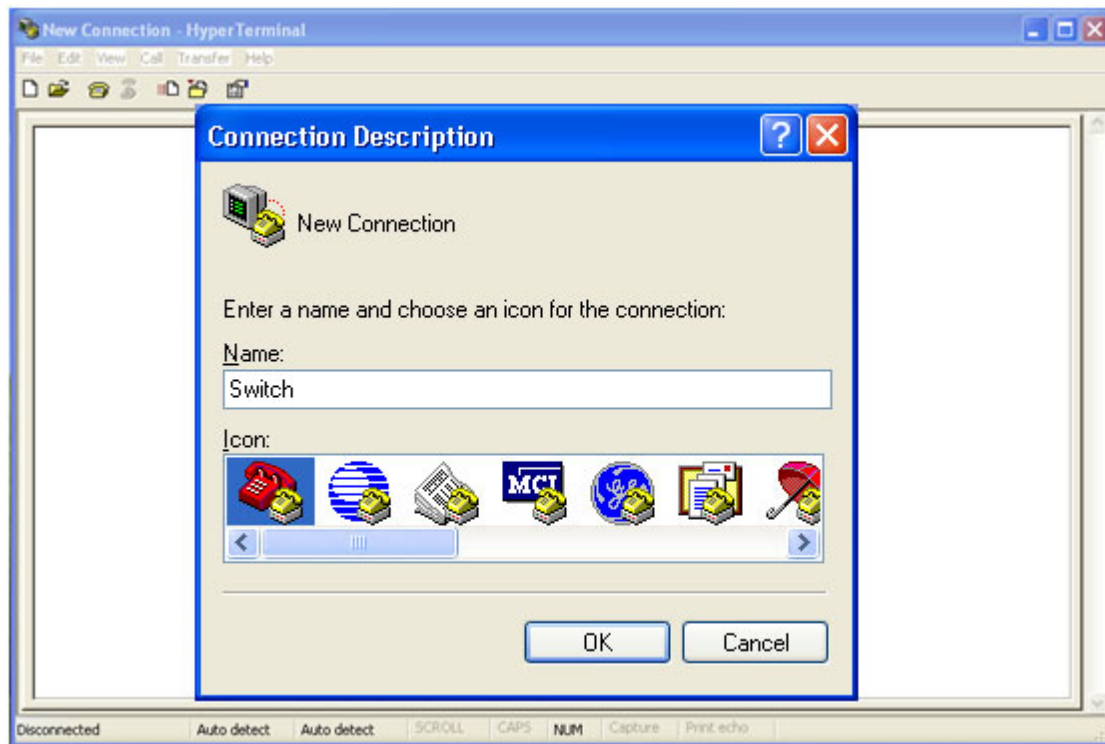 New Connection - HyperTerminal
File Edit View Call Transfer Help
Connection Description
New Connection
Enter a name and choose an icon for the connection:
Name:
Switch
Icon:
MCI
OK Cancel
Disconnected Auto detect Auto detect SCROLL CAPS NUM Capture Print echo